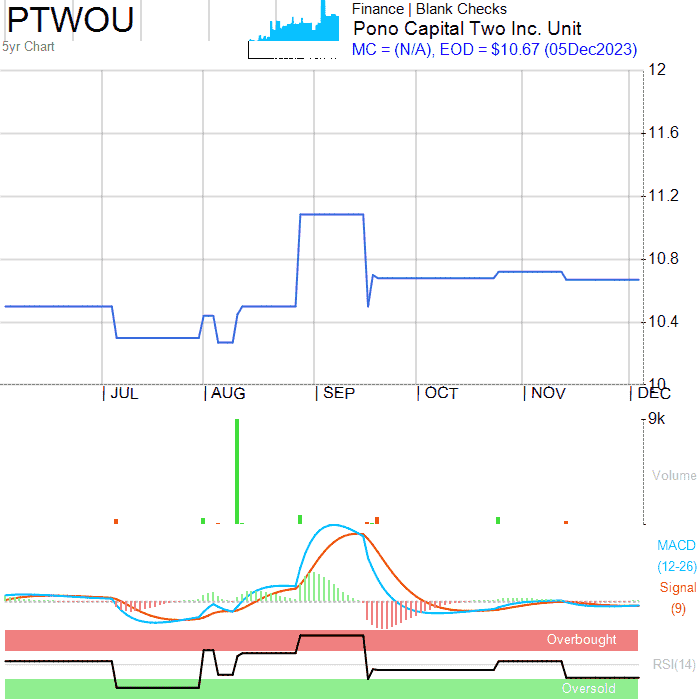 PTWOU
5yr Chart
Finance | Blank Checks
Pono Capital Two Inc. Unit
MC = (N/A), EOD = $10.67 (05Dec2023)
12
11.6
11.2
10.8
10.4
10
| JUL | AUG | SEP | OCT | NOV | DEC
9k
Volume
MACD
(12-26)
Signal
(9)
Overbought
RSI(14)
Oversold